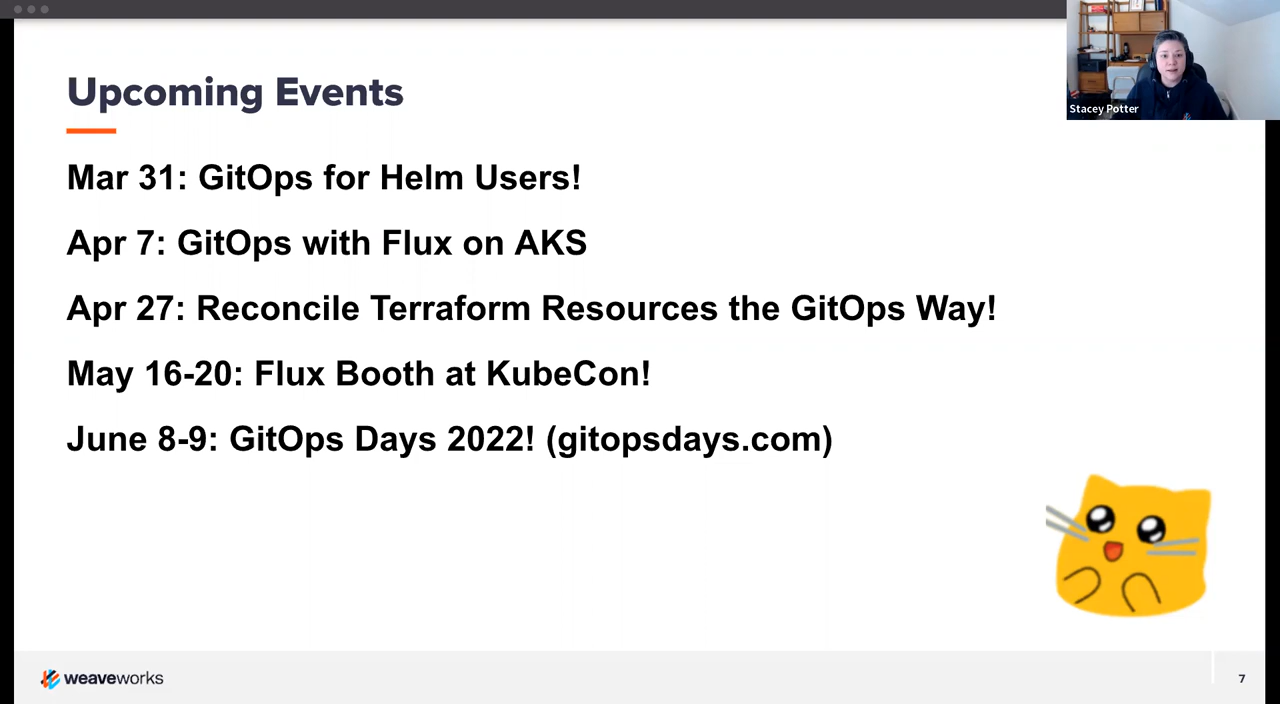 Upcoming Events
Stacey Potter
Mar 31: GitOps for Helm Users!
Apr 7: GitOps with Flux on AKS
Apr 27: Reconcile Terraform Resources the GitOps Way!
May 16-20: Flux Booth at KubeCon!
June 8-9: GitOps Days 2022! (gitopsdays.com)
weaveworks
7